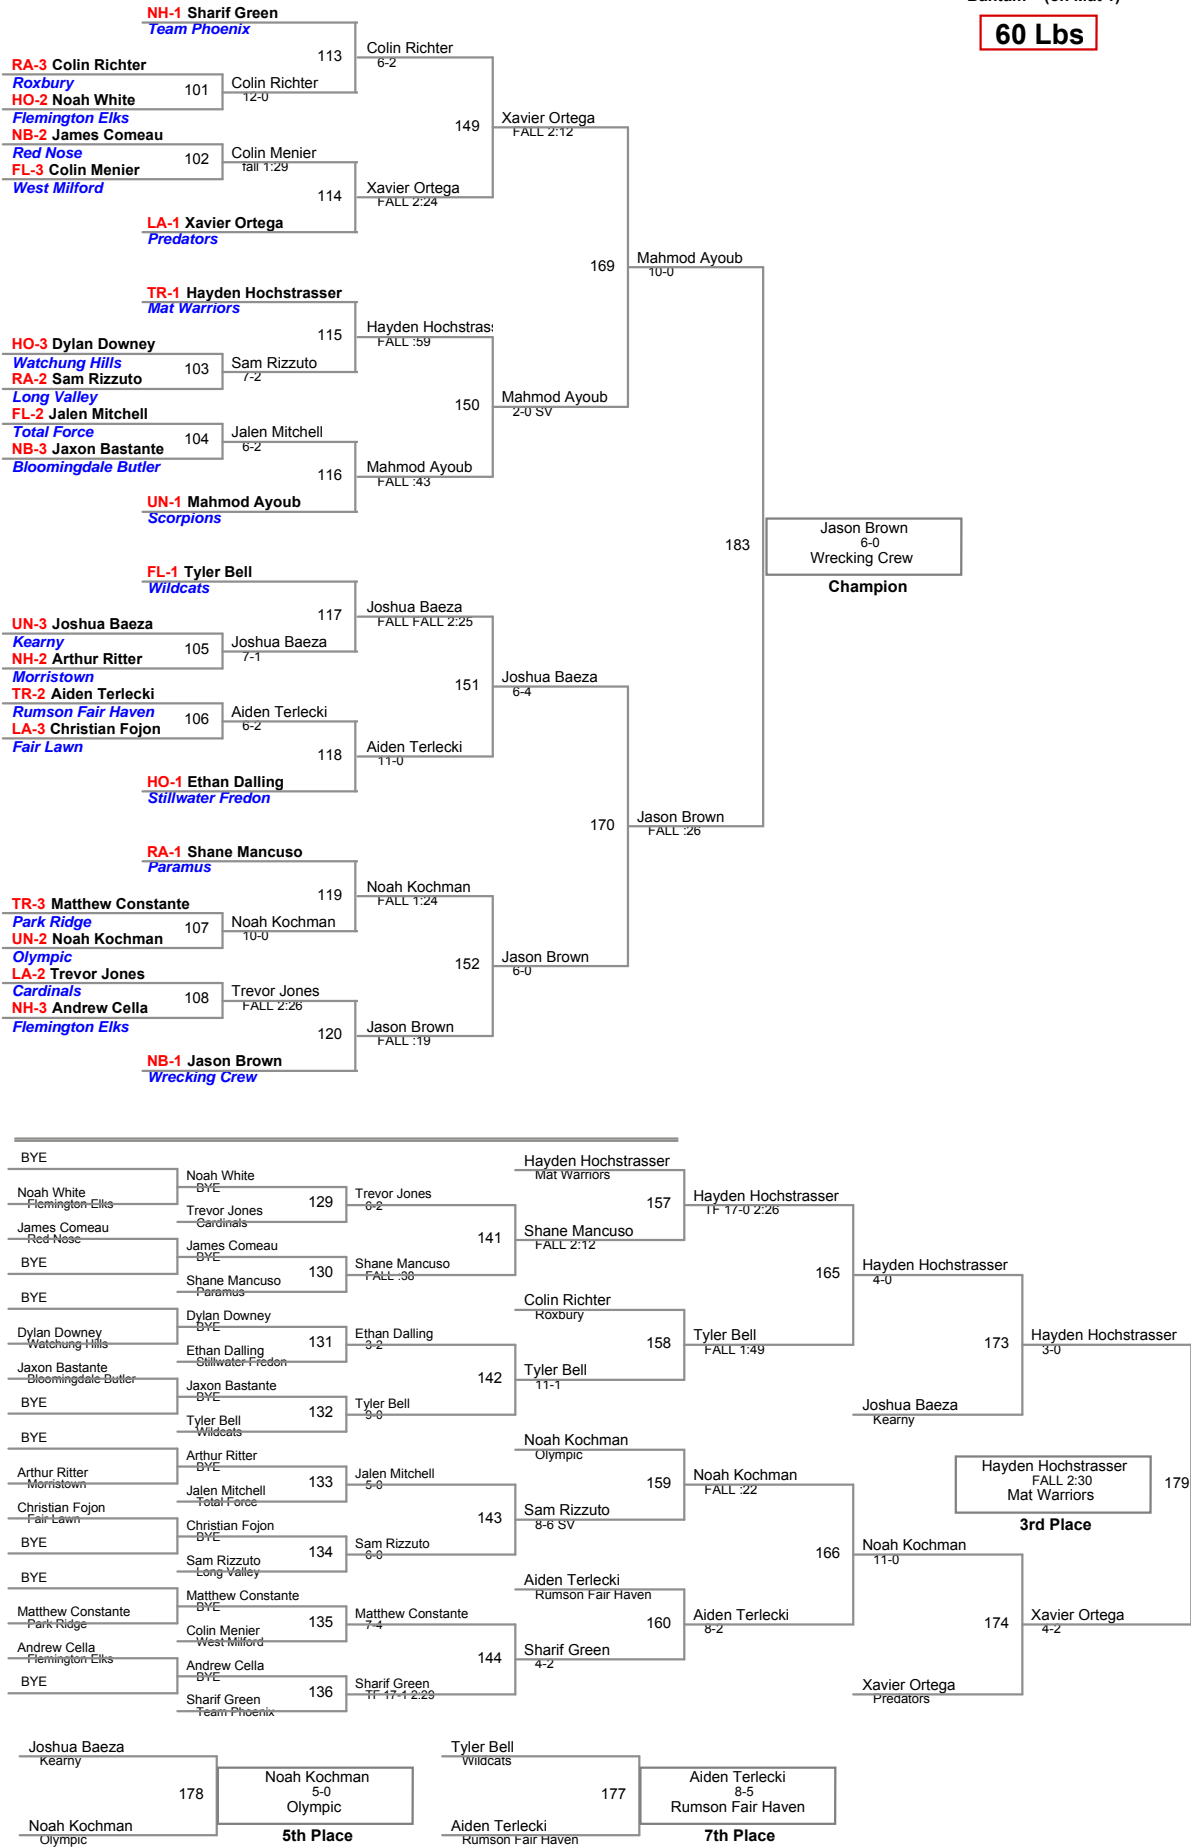 60 Lbs
NH-1 Sharif Green
Team Phoenix
113
Colin Richter
6-2
RA-3 Colin Richter
Roxbury
101
Colin Richter
12-0
HO-2 Noah White
Flemington Elks
149
Xavier Ortega
FALL 2:12
NB-2 James Comeau
Red Nose
102
Colin Menier
fall 1:29
FL-3 Colin Menier
West Milford
114
Xavier Ortega
FALL 2:24
LA-1 Xavier Ortega
Predators
169
Mahmod Ayoub
10-0
TR-1 Hayden Hochstrasser
Mat Warriors
115
Hayden Hochstras
FALL :59
HO-3 Dylan Downey
Watchung Hills
103
Sam Rizzuto
7-2
RA-2 Sam Rizzuto
Long Valley
150
Mahmod Ayoub
2-0 SV
FL-2 Jalen Mitchell
Total Force
104
Jalen Mitchell
6-2
NB-3 Jaxon Bastante
Bloomingdale Butler
116
Mahmod Ayoub
FALL :43
UN-1 Mahmod Ayoub
Scorpions
183
Jason Brown
6-0
Wrecking Crew
Champion
FL-1 Tyler Bell
Wildcats
117
Joshua Baeza
FALL FALL 2:25
UN-3 Joshua Baeza
Kearny
105
Joshua Baeza
7-1
NH-2 Arthur Ritter
Morristown
151
Joshua Baeza
6-4
TR-2 Aiden Terlecki
Rumson Fair Haven
106
Aiden Terlecki
6-2
LA-3 Christian Fojon
Fair Lawn
118
Aiden Terlecki
11-0
HO-1 Ethan Dalling
Stillwater Fredon
170
Jason Brown
FALL :26
RA-1 Shane Mancuso
Paramus
119
Noah Kochman
FALL 1:24
TR-3 Matthew Constante
Park Ridge
107
Noah Kochman
10-0
UN-2 Noah Kochman
Olympic
152
Jason Brown
6-0
LA-2 Trevor Jones
Cardinals
108
Trevor Jones
FALL 2:26
NH-3 Andrew Cella
Flemington Elks
120
Jason Brown
FALL :19
NB-1 Jason Brown
Wrecking Crew
BYE
Noah White
BYE
Noah White
Flemington Elks
129
Trevor Jones
6-2
Trevor Jones
Cardinals
James Comeau
Red Nose
James Comeau
BYE
BYE
130
Shane Mancuso
FALL :38
Shane Mancuso
Paramus
141
Shane Mancuso
FALL 2:12
Hayden Hochstrasser
Mat Warriors
157
Hayden Hochstrasser
TF 17-0 2:26
BYE
Dylan Downey
BYE
Dylan Downey
Watchung Hills
131
Ethan Dalling
3-2
Ethan Dalling
Stillwater Fredon
Jaxon Bastante
Bloomingdale Butler
Jaxon Bastante
BYE
BYE
132
Tyler Bell
9-0
Tyler Bell
Wildcats
142
Tyler Bell
11-1
Colin Richter
Roxbury
158
Tyler Bell
FALL 1:49
165
Hayden Hochstrasser
4-0
173
Hayden Hochstrasser
3-0
Joshua Baeza
Kearny
BYE
Arthur Ritter
BYE
Arthur Ritter
Morristown
133
Jalen Mitchell
5-0
Jalen Mitchell
Total Force
Christian Fojon
Fair Lawn
Christian Fojon
BYE
BYE
134
Sam Rizzuto
6-0
Sam Rizzuto
Long Valley
143
Sam Rizzuto
8-6 SV
Noah Kochman
Olympic
159
Noah Kochman
FALL :22
Hayden Hochstrasser
FALL 2:30
Mat Warriors
179
3rd Place
BYE
Matthew Constante
BYE
Matthew Constante
Park Ridge
135
Matthew Constante
7-4
Colin Menier
West Milford
Andrew Cella
Flemington Elks
Andrew Cella
BYE
BYE
136
Sharif Green
TF 17-1 2:29
Sharif Green
Team Phoenix
144
Sharif Green
4-2
Aiden Terlecki
Rumson Fair Haven
160
Aiden Terlecki
8-2
166
Noah Kochman
11-0
174
Xavier Ortega
4-2
Xavier Ortega
Predators
Joshua Baeza
Kearny
178
Noah Kochman
5-0
Olympic
Noah Kochman
Olympic
5th Place
Tyler Bell
Wildcats
177
Aiden Terlecki
8-5
Rumson Fair Haven
Aiden Terlecki
Rumson Fair Haven
7th Place